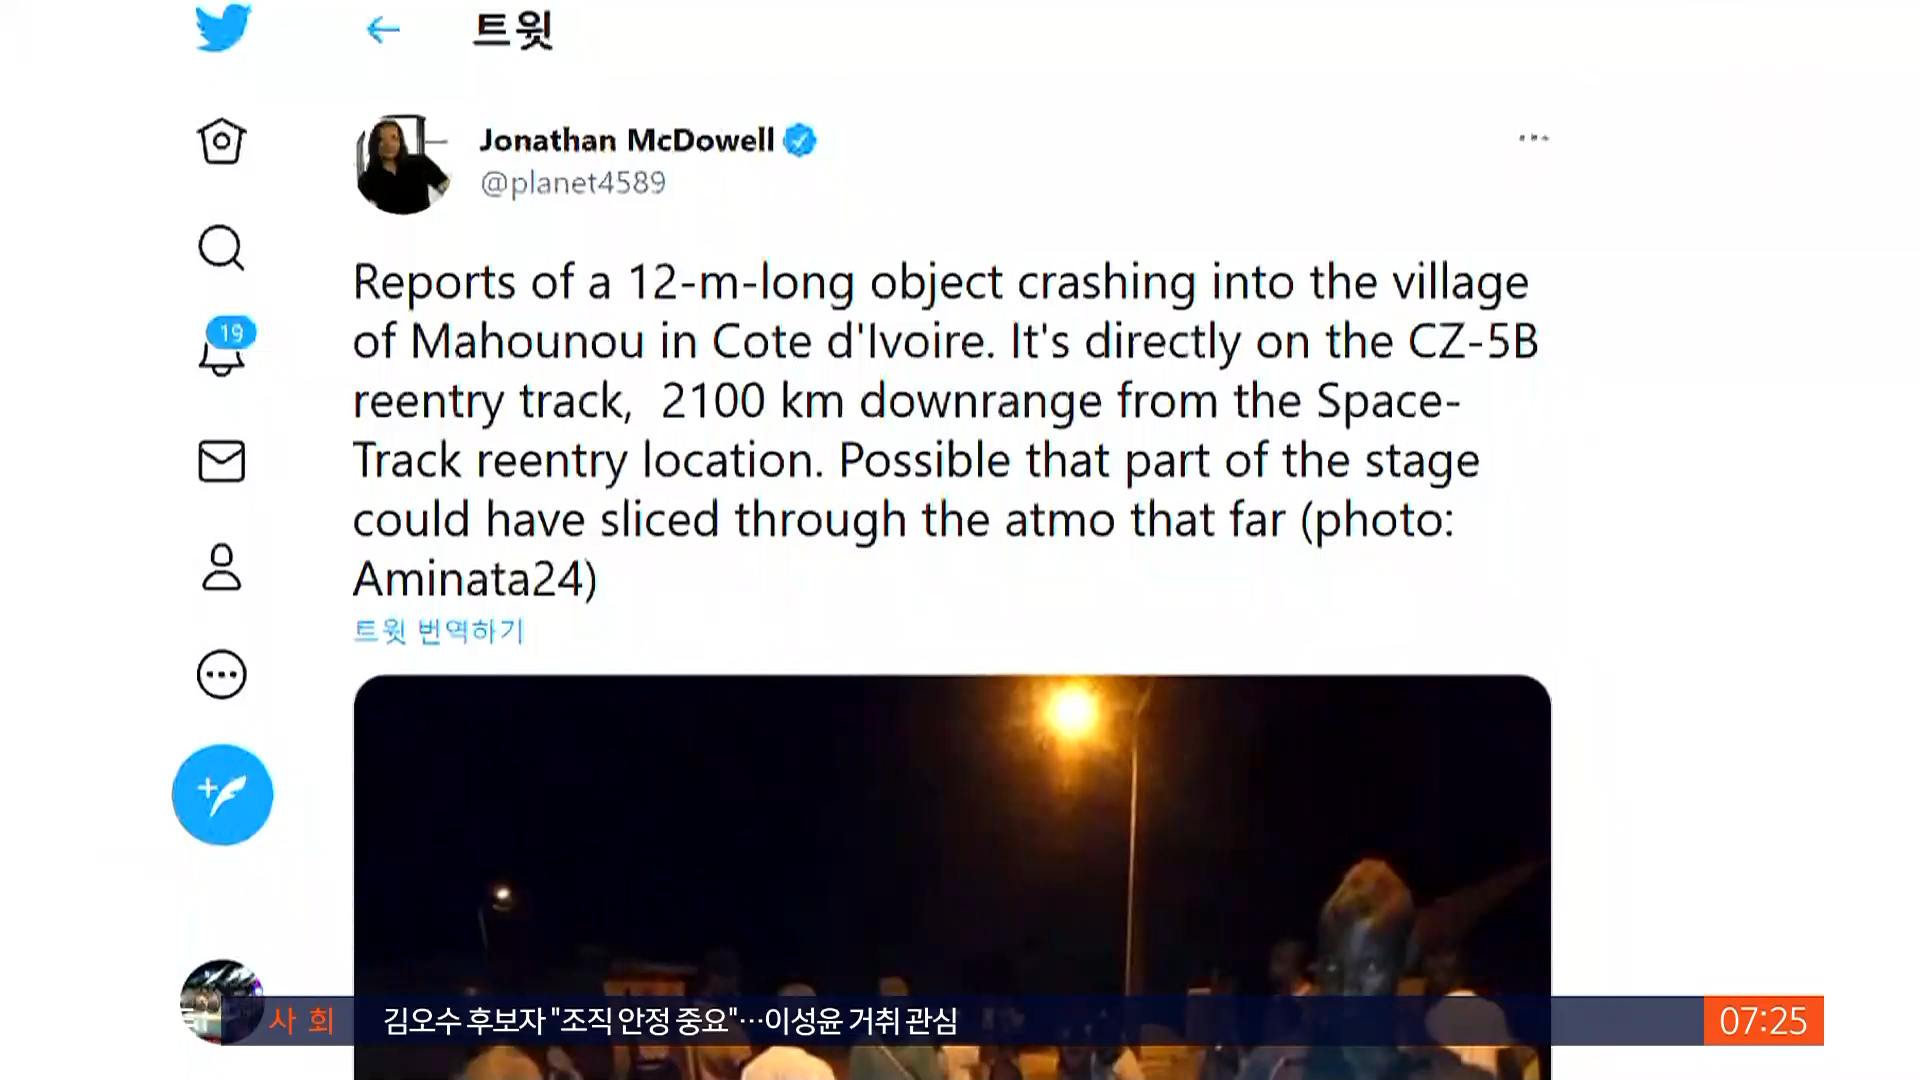 트윗
Jonathan McDowell
@planet4589
Reports of a 12-m-long object crashing into the village
of Mahounou in Cote d'Ivoire. It's directly on the CZ-5B
reentry track,  2100 km downrange from the Space-
Track reentry location. Possible that part of the stage
could have sliced through the atmo that far (photo:
Aminata24)
트윗 번역하기
19
사 회 김오수 후보자 "조직 안정 중요"…이성윤 거취 관심 07:25